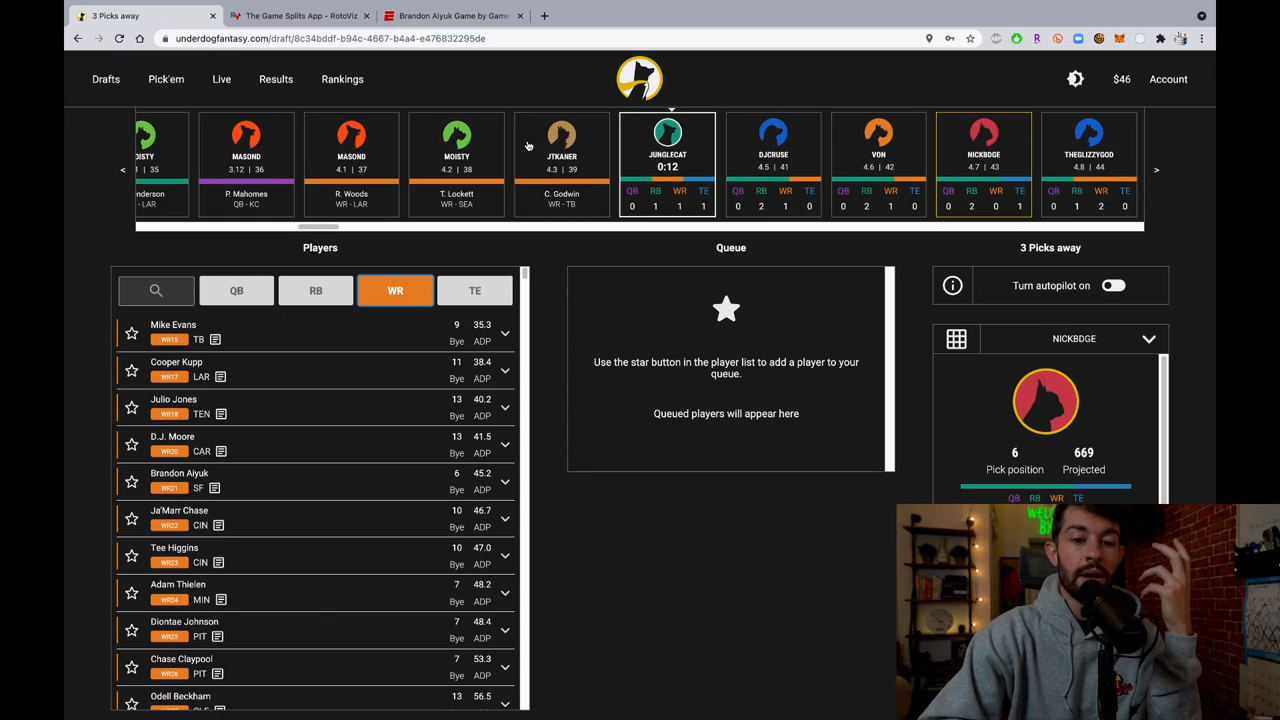 3 Picks away
The Game Splits App - RotoViz
Brandon Aiyuk Game by Game
underdogfantasy.com/draft/8c34bddf-b94c-4667-b4a4-e476832295de
Drafts Pick'em Live Results Rankings $46 Account
OISTY MASOND MASOND MOISTY JTKANER JUNGLECAT DJCRUSE VON NICKBDGE THEGLIZZYGOD
| 35 3.12 | 36 4.1 | 37 4.2 | 38 4.3 | 39 0:12 4.5 | 41 4.6 | 42 4.7 | 43 4.8 | 44
nderson P. Mahomes R. Woods T. Lockett C. Godwin QB RB WR TE QB RB WR TE QB RB WR TE QB RB WR TE QB RB WR TE
- LAR QB - KC WR - LAR WR - SEA WR - TB 0 1 1 1 0 2 1 0 0 2 1 0 0 2 0 1 0 1 2 0
< >
Players Queue 3 Picks away
QB RB WR TE
Turn autopilot on
Mike Evans 9 35.3
WR15 TB Bye ADP
Cooper Kupp 11 38.4
WR17 LAR Bye ADP
Julio Jones 13 40.2
WR18 TEN Bye ADP
D.J. Moore 13 41.5
WR20 CAR Bye ADP
Brandon Aiyuk 6 45.2
WR21 SF Bye ADP
Ja'Marr Chase 10 46.7
WR22 CIN Bye ADP
Tee Higgins 10 47.0
WR23 CIN Bye ADP
Adam Thielen 7 48.2
WR24 MIN Bye ADP
Diontae Johnson 7 48.4
WR25 PIT Bye ADP
Chase Claypool 7 53.3
WR26 PIT Bye ADP
Odell Beckham 13 56.5
Use the star button in the player list to add a player to your
queue.
Queued players will appear here
NICKBDGE
6 669
Pick position Projected
QB RB WR TE